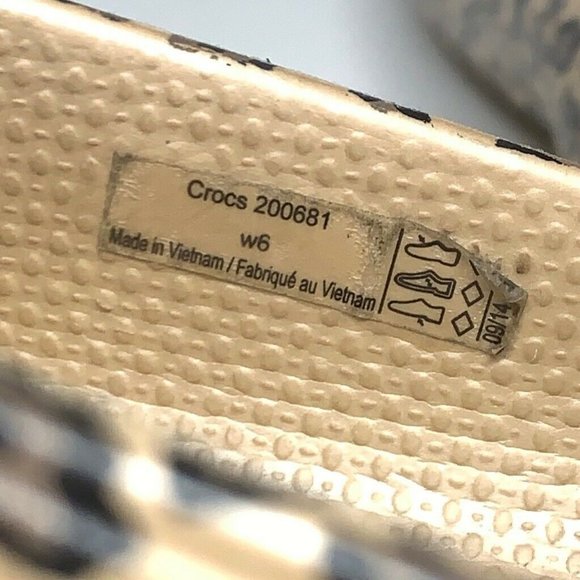 Crocs 200681
w6
Made in Vietnam / Fabriqué au Vietnam
09/14